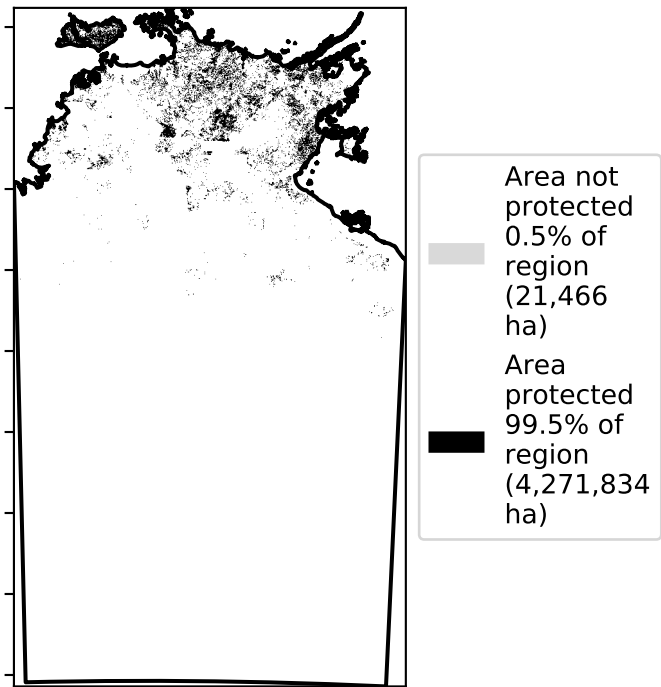 Area not
protected
0.5% of
region
(21,466
ha)
Area
protected
99.5% of
region
(4,271,834
ha)